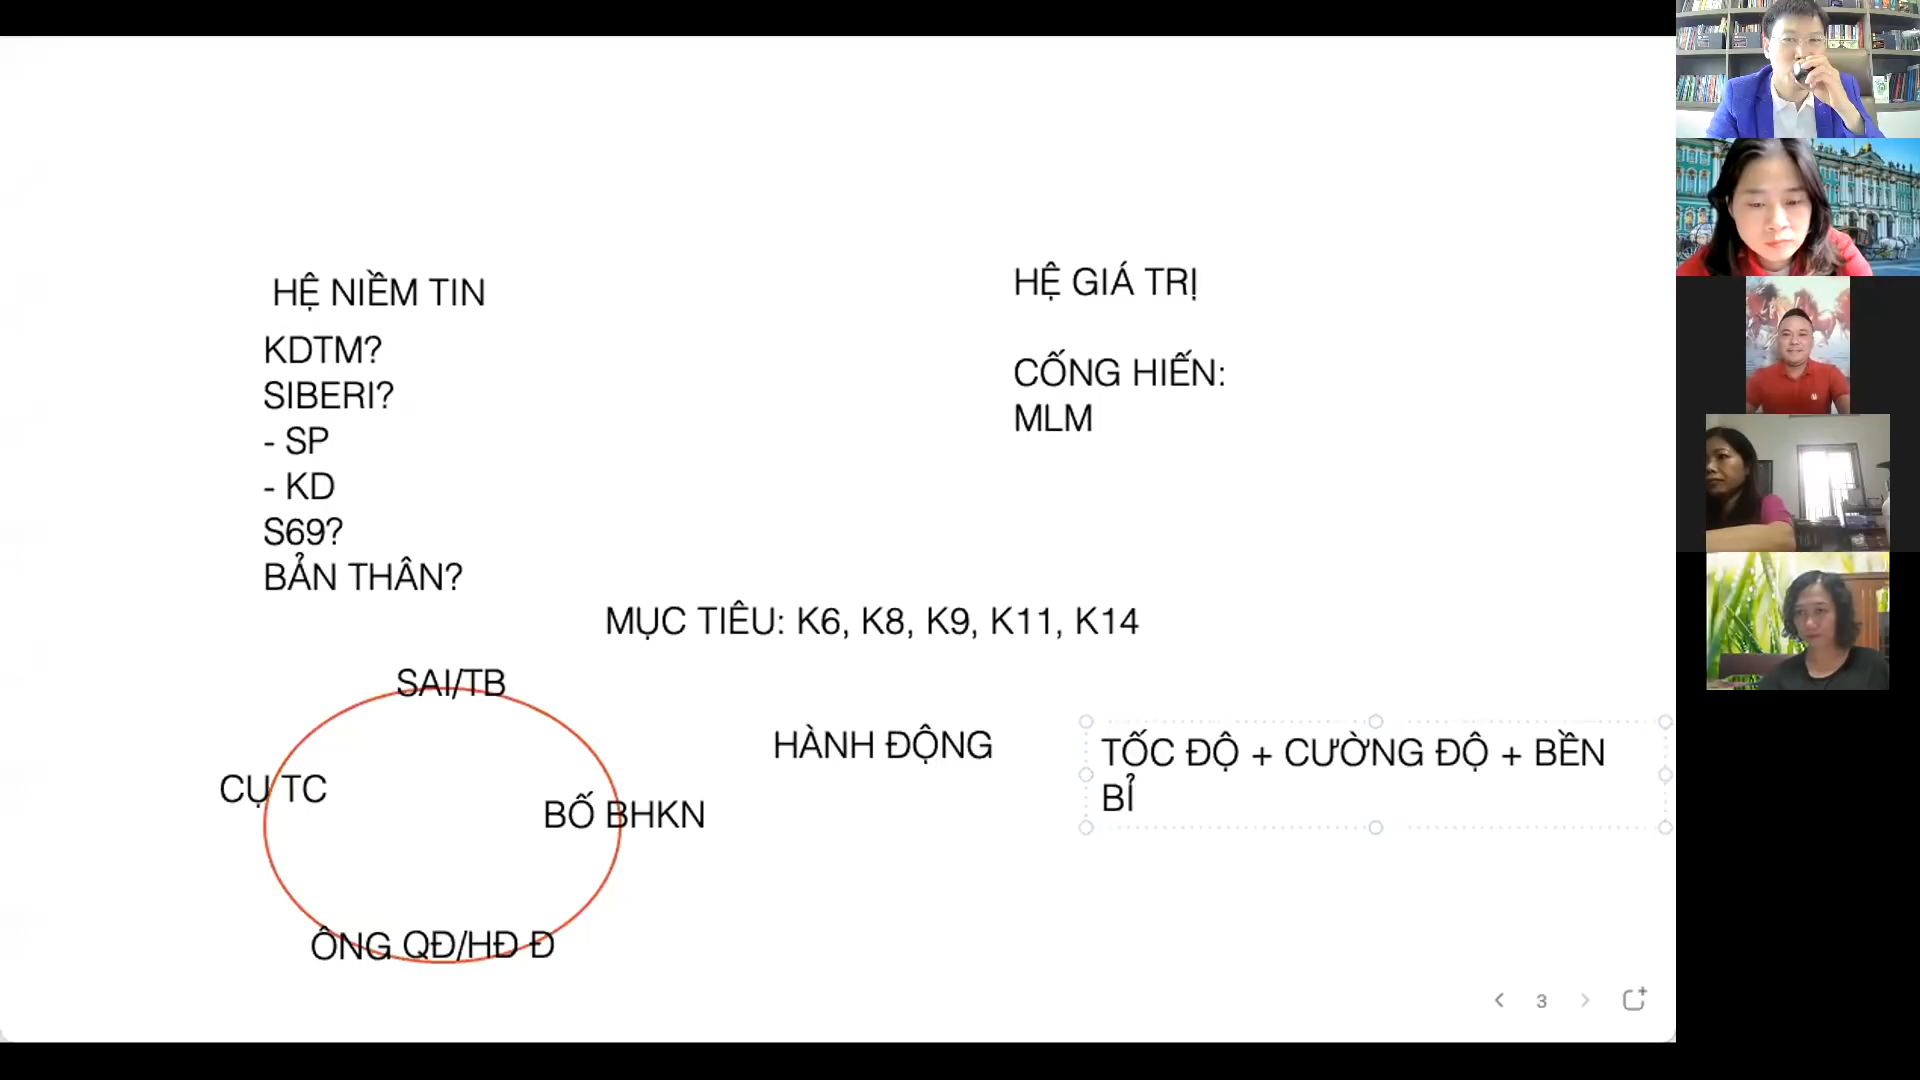 HỆ NIỀM TIN
KDTM?
SIBERI?
- SP
- KD
S69?
BẢN THÂN?
HỆ GIÁ TRỊ
CỐNG HIẾN:
MLM
MỤC TIÊU: K6, K8, K9, K11, K14
SAI/TB
CỤ TC
BỐ BHKN
ÔNG QĐ/HĐ Đ
HÀNH ĐỘNG
TỐC ĐỘ + CƯỜNG ĐỘ + BỀN
BỈ
3